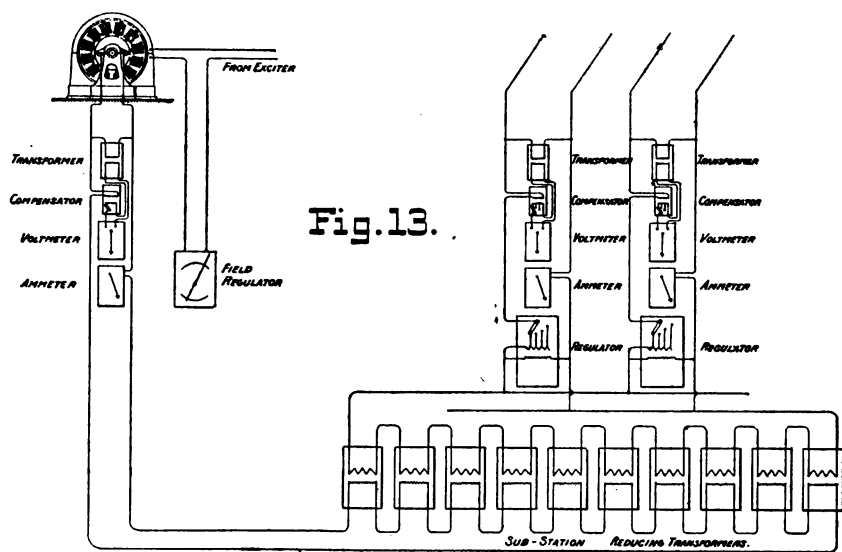 FROM EXCITER
TRANSFORMER
COMPENSATOR
VOLTMETER
AMMETER
FIELD
REGULATOR
Fig.13.
TRANSFORMER
COMPENSATOR
VOLTMETER
AMMETER
REGULATOR
TRANSFORMER
COMPENSATOR
VOLTMETER
AMMETER
REGULATOR
SUB-STATION REDUCING TRANSFORMERS.